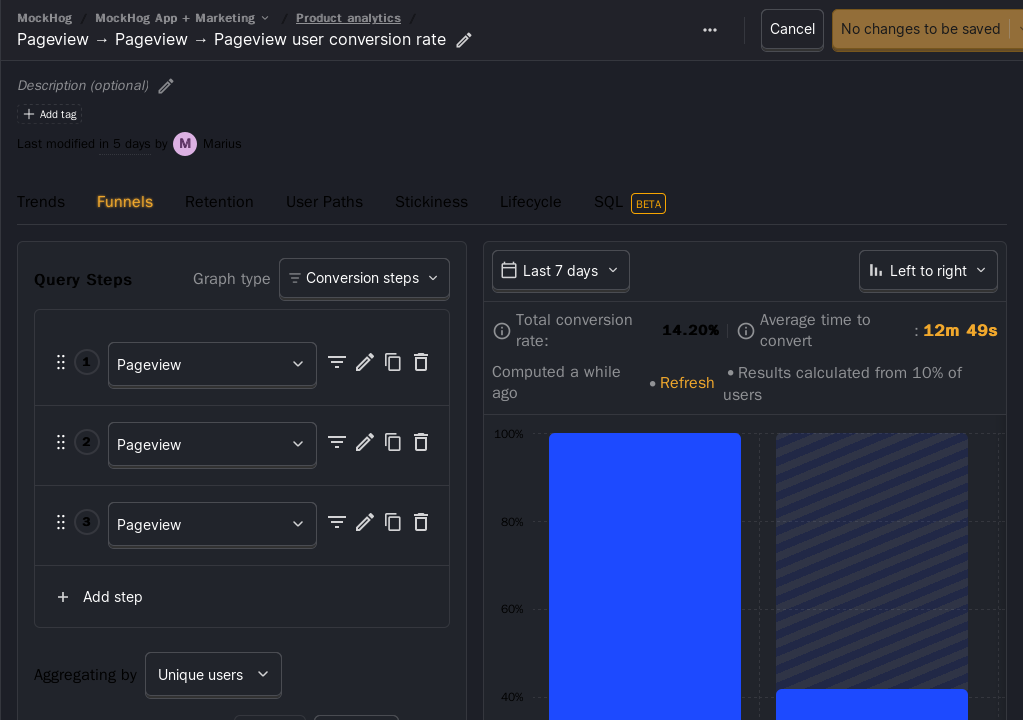 MockHog / MockHog App + Marketing / Product analytics /
Pageview → Pageview → Pageview user conversion rate
Cancel
No changes to be saved
Description (optional)
+ Add tag
Last modified in 5 days by M Marius
Trends Funnels Retention User Paths Stickiness Lifecycle SQL BETA
Query Steps Graph type Conversion steps
1 Pageview
2 Pageview
3 Pageview
+ Add step
Aggregating by Unique users
Last 7 days Left to right
Total conversion
rate: 14.20%
Average time to
convert : 12m 49s
Computed a while
ago
• Refresh
• Results calculated from 10% of
users
100%
80%
60%
40%